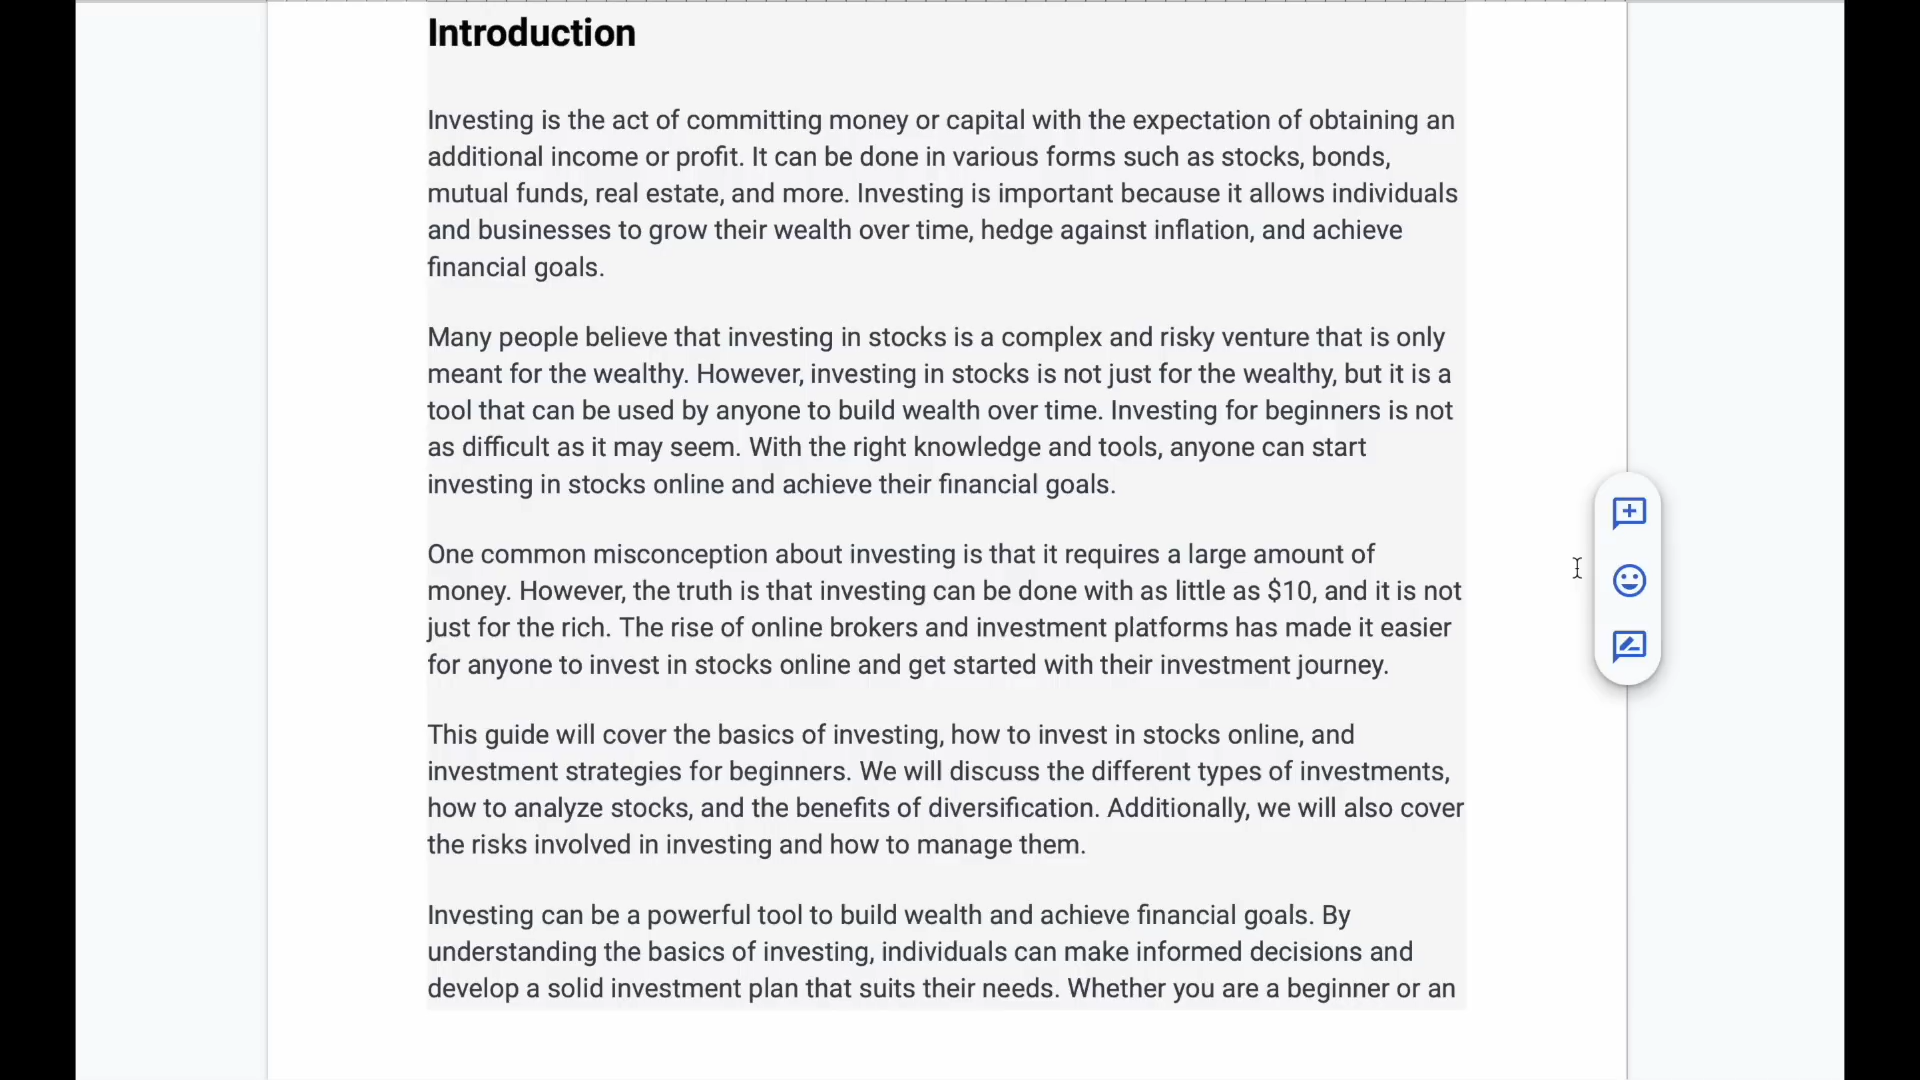 Introduction
Investing is the act of committing money or capital with the expectation of obtaining an
additional income or profit. It can be done in various forms such as stocks, bonds,
mutual funds, real estate, and more. Investing is important because it allows individuals
and businesses to grow their wealth over time, hedge against inflation, and achieve
financial goals.
Many people believe that investing in stocks is a complex and risky venture that is only
meant for the wealthy. However, investing in stocks is not just for the wealthy, but it is a
tool that can be used by anyone to build wealth over time. Investing for beginners is not
as difficult as it may seem. With the right knowledge and tools, anyone can start
investing in stocks online and achieve their financial goals.
One common misconception about investing is that it requires a large amount of
money. However, the truth is that investing can be done with as little as $10, and it is not
just for the rich. The rise of online brokers and investment platforms has made it easier
for anyone to invest in stocks online and get started with their investment journey.
This guide will cover the basics of investing, how to invest in stocks online, and
investment strategies for beginners. We will discuss the different types of investments,
how to analyze stocks, and the benefits of diversification. Additionally, we will also cover
the risks involved in investing and how to manage them.
Investing can be a powerful tool to build wealth and achieve financial goals. By
understanding the basics of investing, individuals can make informed decisions and
develop a solid investment plan that suits their needs. Whether you are a beginner or an